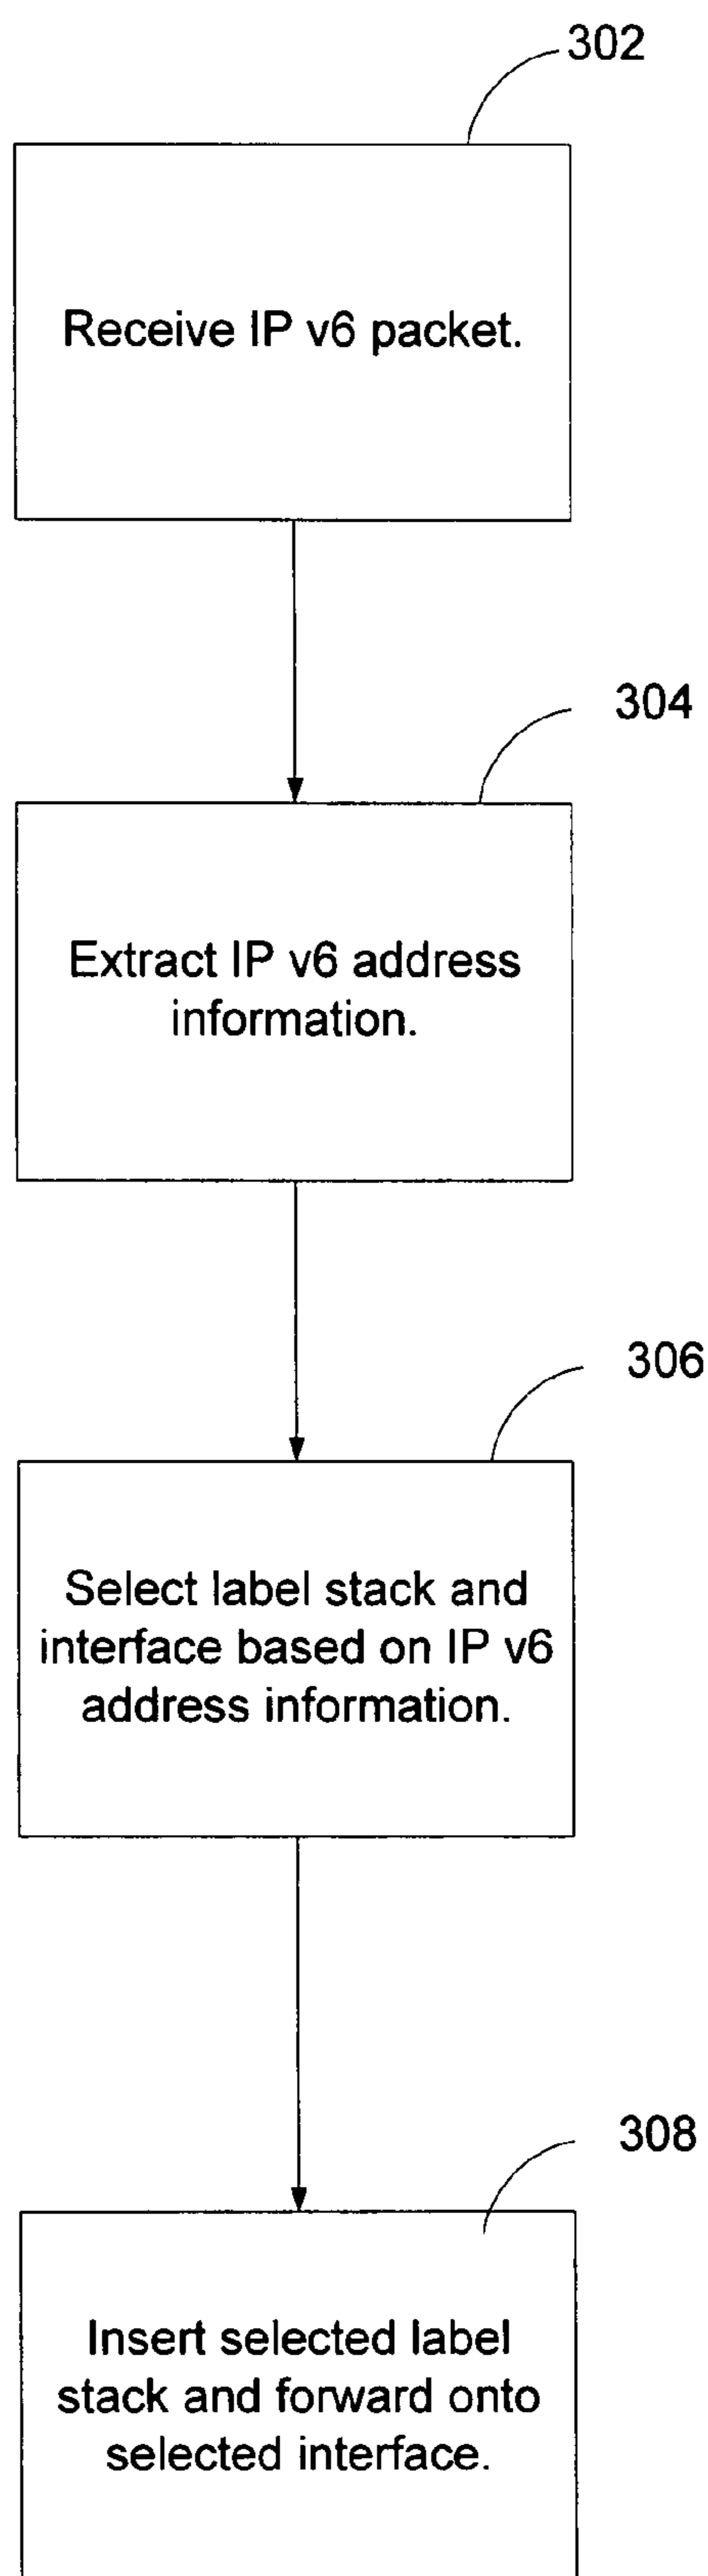 302
Receive IP v6 packet.
304
Extract IP v6 address
information.
306
Select label stack and
interface based on IP v6
address information.
308
Insert selected label
stack and forward onto
selected interface.